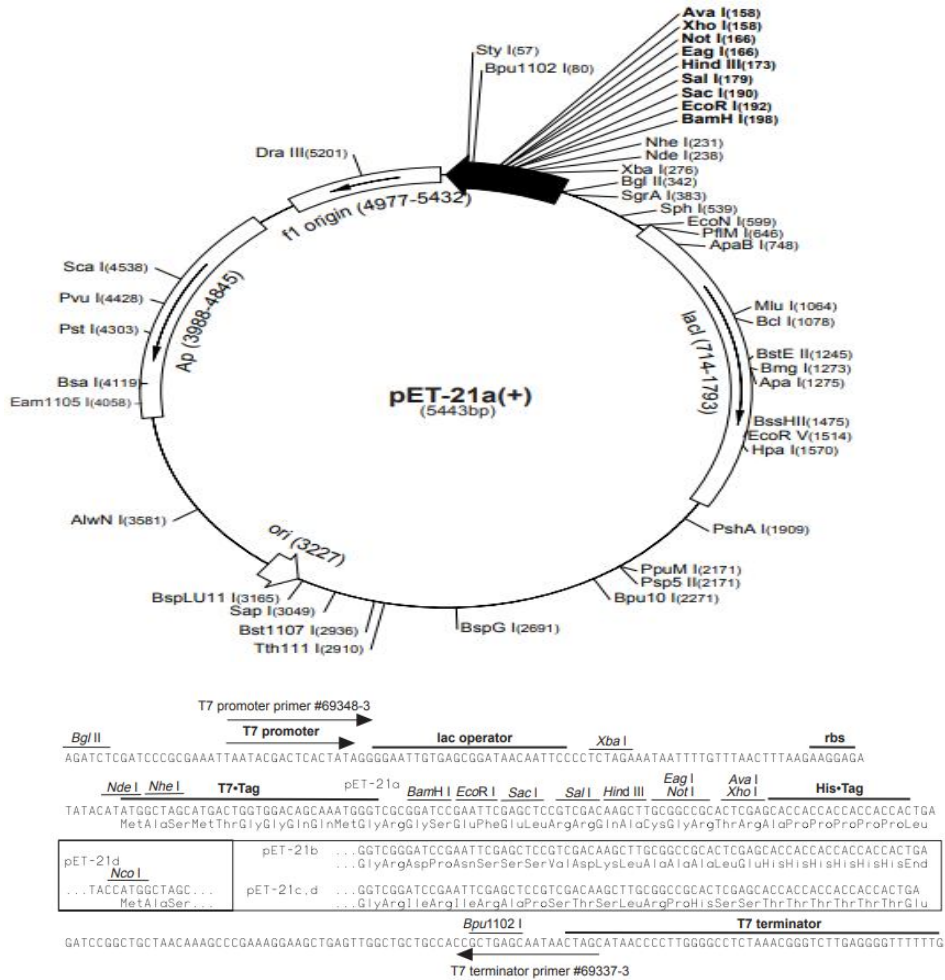 Ava I(158)
Xho I(158)
Not I(166)
Eag I(166)
Hind III(173)
Sal I(179)
Sac I(190)
EcoR I(192)
BamH I(198)
Sty I(57)
Bpu1102 I(80)
Nhe I(231)
Nde I(238)
Xba I(276)
Bgl II(342)
SgrA I(383)
Sph I(539)
EcoN I(599)
PflM I(646)
ApaB I(748)
Dra III(5201)
f1 origin (4977-5432)
Sca I(4538)
Pvu I(4428)
Pst I(4303)
Ap (3988-4845)
Bsa I(4119)
Eam1105 I(4058)
lacI (714-1793)
Mlu I(1064)
Bcl I(1078)
BstE II(1245)
Bmg I(1273)
Apa I(1275)
BssHII(1475)
EcoR V(1514)
Hpa I(1570)
pET-21a(+)
(5443bp)
AlwN I(3581)
ori (3227)
PshA I(1909)
PpuM I(2171)
Psp5 II(2171)
Bpu10 I(2271)
BspLU11 I(3165)
Sap I(3049)
Bst1107 I(2936)
Tth111 I(2910)
BspG I(2691)
T7 promoter primer #69348-3
Bgl II T7 promoter lac operator Xba I rbs
AGATCTCGATCCCGCGAAATTAATACGACTCACTATAGGGGAATTGTGAGCGGATAACAATTCCCCTCTAGAAATAATTTTGTTTAACTTTAAGAAGGAGA
Nde I Nhe I T7•Tag pET-21a BamH I EcoR I Sac I Sal I Hind III Eag I Not I Ava I Xho I His•Tag
TATACATATGGCTAGCATGACTGGTGGACAGCAAATGGGTCGCGGATCCGAATTCGAGCTCCGTCGACAAGCTTGCGGCCGCACTCGAGCACCACCACCACCACCACTGA
MetAlaSerMetThrGlyGlyGlnGlnMetGlyArgGlySerGluPheGluLeuArgArgGlnAlaCysGlyArgThrArgAlaProProProProProLeu
pET-21b ...GGTCGGGATCCGAATTCGAGCTCCGTCGACAAGCTTGCGGCCGCACTCGAGCACCACCACCACCACCACTGA
GlyArgAspProAsnSerSerSerValAspLysLeuAlaAlaAlaLeuGluHisHisHisHisHisHisEnd
pET-21d
Nco I
...TACCATGGCTAGC...
MetAlaSer...
pET-21c,d ...GGTCGGATCCGAATTCGAGCTCCGTCGACAAGCTTGCGGCCGCACTCGAGCACCACCACCACCACCACTGA
GlyArgIleArgIleArgAlaProSerThrSerLeuArgProHisSerSerThrThrThrThrThrThrGlu
Bpu1102 I T7 terminator
GATCCGGCTGCTAACAAAGCCCGAAAGGAAGCTGAGTTGGCTGCTGCCACCGCTGAGCAATAACTAGCATAACCCCTTGGGGCCTCTAAACGGGTCTTGAGGGGTTTTTTG
T7 terminator primer #69337-3